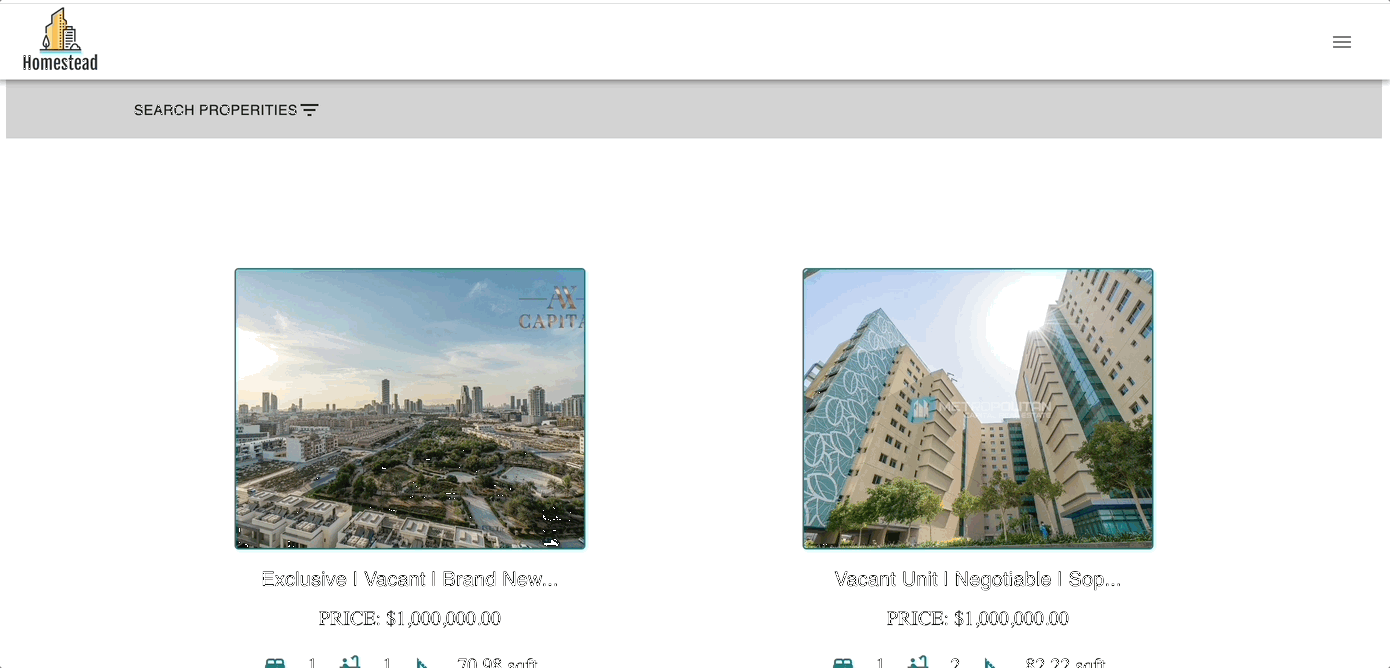 Homestead
SEARCH PROPERITIES
CAPITA
METROPOLITAN
Exclusive | Vacant | Brand New...
Vacant Unit | Negotiable | Sop...
PRICE: $1,000,000.00
PRICE: $1,000,000.00
1 1 70.98 sqft
1 2 82.22 sqft